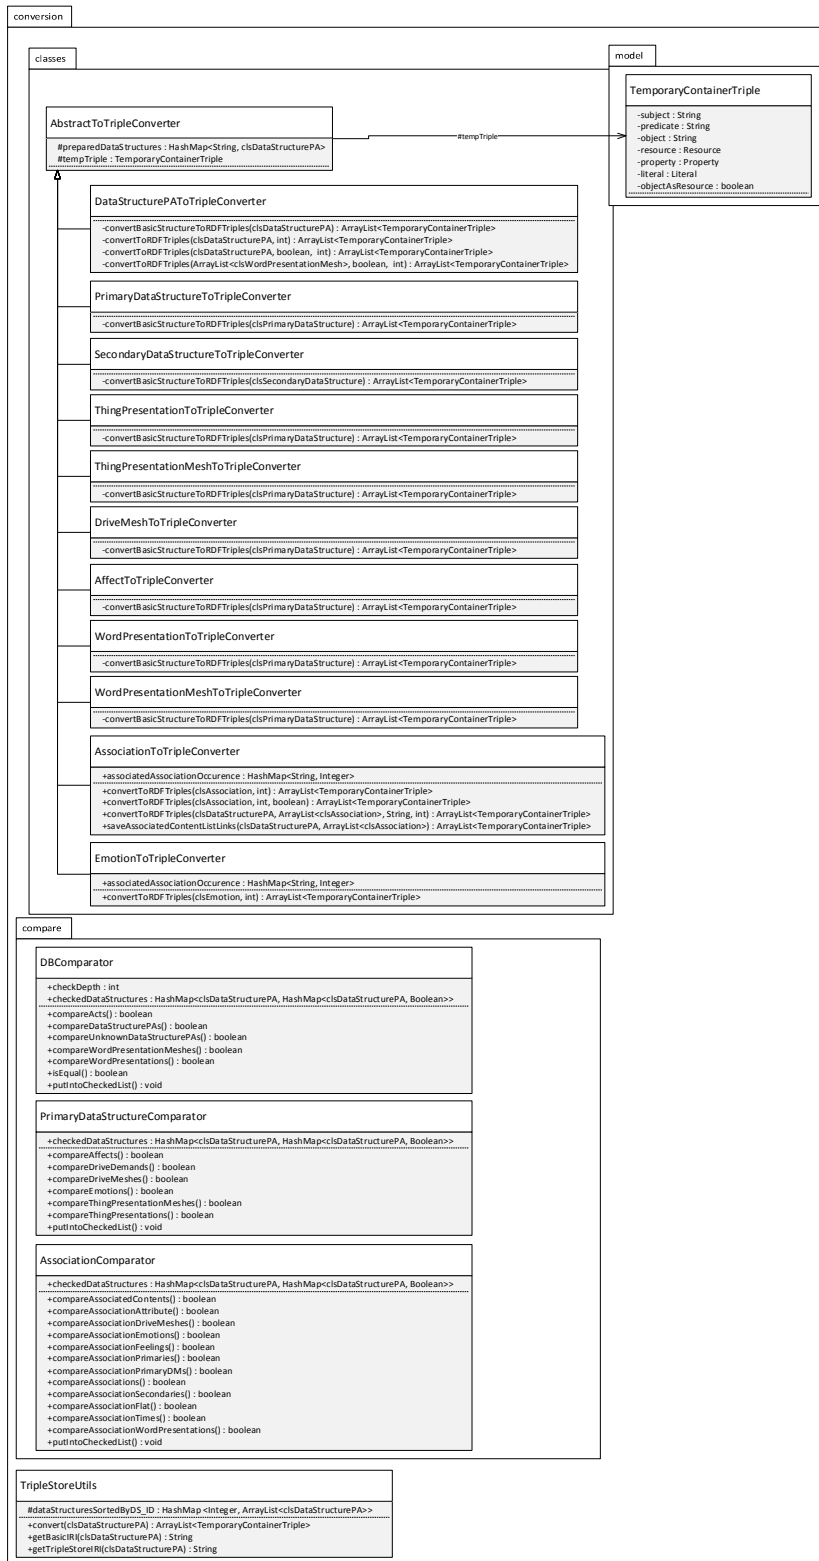 conversion
classes
model
TemporaryContainerTriple
-subject : String
-predicate : String
-object : String
-resource : Resource
-property : Property
-literal : Literal
-objectAsResource : boolean
AbstractToTripleConverter
#preparedDataStructures : HashMap<String, clsDataStructurePA>
#tempTriple : TemporaryContainerTriple
#tempTriple
DataStructurePAToTripleConverter
-convertBasicStructureToRDFTriples(clsDataStructurePA) : ArrayList<TemporaryContainerTriple>
-convertToRDFTriples(clsDataStructurePA, int) : ArrayList<TemporaryContainerTriple>
-convertToRDFTriples(clsDataStructurePA, boolean, int) : ArrayList<TemporaryContainerTriple>
-convertToRDFTriples(ArrayList<clsWordPresentationMesh>, boolean, int) : ArrayList<TemporaryContainerTriple>
PrimaryDataStructureToTripleConverter
-convertBasicStructureToRDFTriples(clsPrimaryDataStructure) : ArrayList<TemporaryContainerTriple>
SecondaryDataStructureToTripleConverter
-convertBasicStructureToRDFTriples(clsSecondaryDataStructure) : ArrayList<TemporaryContainerTriple>
ThingPresentationToTripleConverter
-convertBasicStructureToRDFTriples(clsPrimaryDataStructure) : ArrayList<TemporaryContainerTriple>
ThingPresentationMeshToTripleConverter
-convertBasicStructureToRDFTriples(clsPrimaryDataStructure) : ArrayList<TemporaryContainerTriple>
DriveMeshToTripleConverter
-convertBasicStructureToRDFTriples(clsPrimaryDataStructure) : ArrayList<TemporaryContainerTriple>
AffectToTripleConverter
-convertBasicStructureToRDFTriples(clsPrimaryDataStructure) : ArrayList<TemporaryContainerTriple>
WordPresentationToTripleConverter
-convertBasicStructureToRDFTriples(clsPrimaryDataStructure) : ArrayList<TemporaryContainerTriple>
WordPresentationMeshToTripleConverter
-convertBasicStructureToRDFTriples(clsPrimaryDataStructure) : ArrayList<TemporaryContainerTriple>
AssociationToTripleConverter
+associatedAssociationOccurence : HashMap<String, Integer>
+convertToRDFTriples(clsAssociation, int) : ArrayList<TemporaryContainerTriple>
+convertToRDFTriples(clsAssociation, int, boolean) : ArrayList<TemporaryContainerTriple>
+convertToRDFTriples(clsDataStructurePA, ArrayList<clsAssociation>, String, int) : ArrayList<TemporaryContainerTriple>
+saveAssociatedContentListLinks(clsDataStructurePA, ArrayList<clsAssociation>) : ArrayList<TemporaryContainerTriple>
EmotionToTripleConverter
+associatedAssociationOccurence : HashMap<String, Integer>
+convertToRDFTriples(clsEmotion, int) : ArrayList<TemporaryContainerTriple>
compare
DBComparator
+checkDepth : int
+checkedDataStructures : HashMap<clsDataStructurePA, HashMap<clsDataStructurePA, Boolean>>
+compareActs() : boolean
+compareDataStructurePAs() : boolean
+compareUnknownDataStructurePAs() : boolean
+compareWordPresentationMeshes() : boolean
+compareWordPresentations() : boolean
+isEqual() : boolean
+putIntoCheckedList() : void
PrimaryDataStructureComparator
+checkedDataStructures : HashMap<clsDataStructurePA, HashMap<clsDataStructurePA, Boolean>>
+compareAffects() : boolean
+compareDriveDemands() : boolean
+compareDriveMeshes() : boolean
+compareEmotions() : boolean
+compareThingPresentationMeshes() : boolean
+compareThingPresentations() : boolean
+putIntoCheckedList() : void
AssociationComparator
+checkedDataStructures : HashMap<clsDataStructurePA, HashMap<clsDataStructurePA, Boolean>>
+compareAssociatedContents() : boolean
+compareAssociationAttribute() : boolean
+compareAssociationDriveMeshes() : boolean
+compareAssociationEmotions() : boolean
+compareAssociationFeelings() : boolean
+compareAssociationPrimaries() : boolean
+compareAssociationPrimaryDMs() : boolean
+compareAssociations() : boolean
+compareAssociationSecondaries() : boolean
+compareAssociationFlat() : boolean
+compareAssociationTimes() : boolean
+compareAssociationWordPresentations() : boolean
+putIntoCheckedList() : void
TripleStoreUtils
#dataStructuresSortedByDS_ID : HashMap <Integer, ArrayList<clsDataStructurePA>>
+convert(clsDataStructurePA) : ArrayList<TemporaryContainerTriple>
+getBasicIRI(clsDataStructurePA) : String
+getTripleStoreIRI(clsDataStructurePA) : String